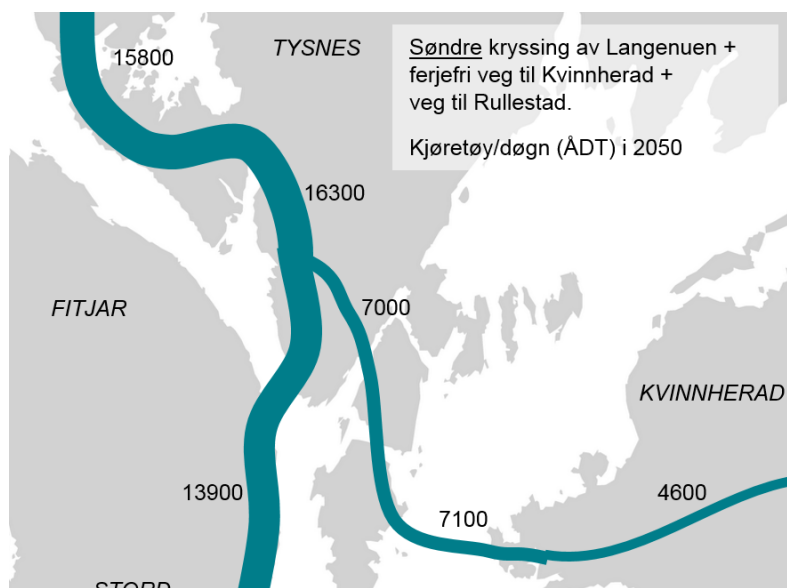 TYSNES
Søndre kryssing av Langenuen +
ferjefri veg til Kvinnherad +
veg til Rullestad.
Kjøretøy/døgn (ÅDT) i 2050
15800
16300
FITJAR
7000
KVINNHERAD
13900
7100
4600
STORD